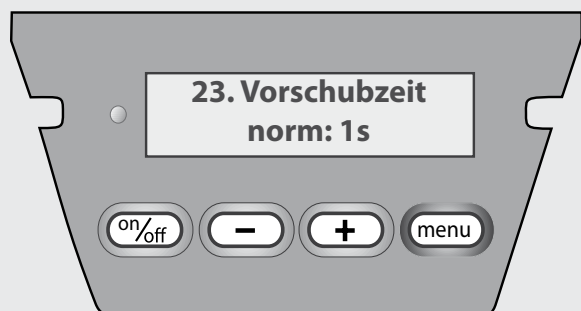 23. Vorschubzeit
norm: 1s
on/off - + menu